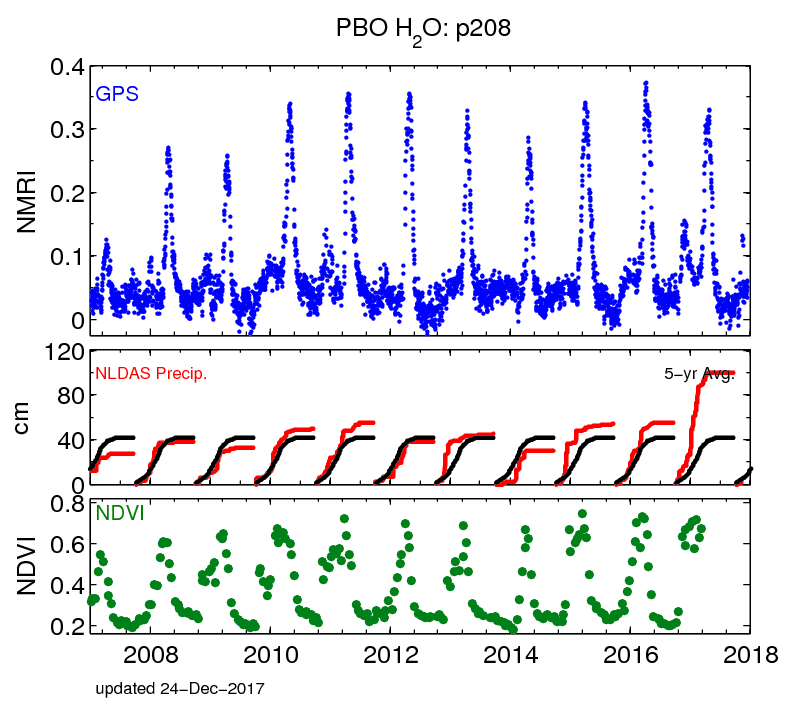 PBO H2O: p208
0.4
GPS
0.3
NMRI
0.2
0.1
0
120
NLDAS Precip.
5-yr Avg.
80
cm
40
0
0.8
NDVI
0.6
NDVI
0.4
0.2
2008 2010 2012 2014 2016 2018
updated 24-Dec-2017